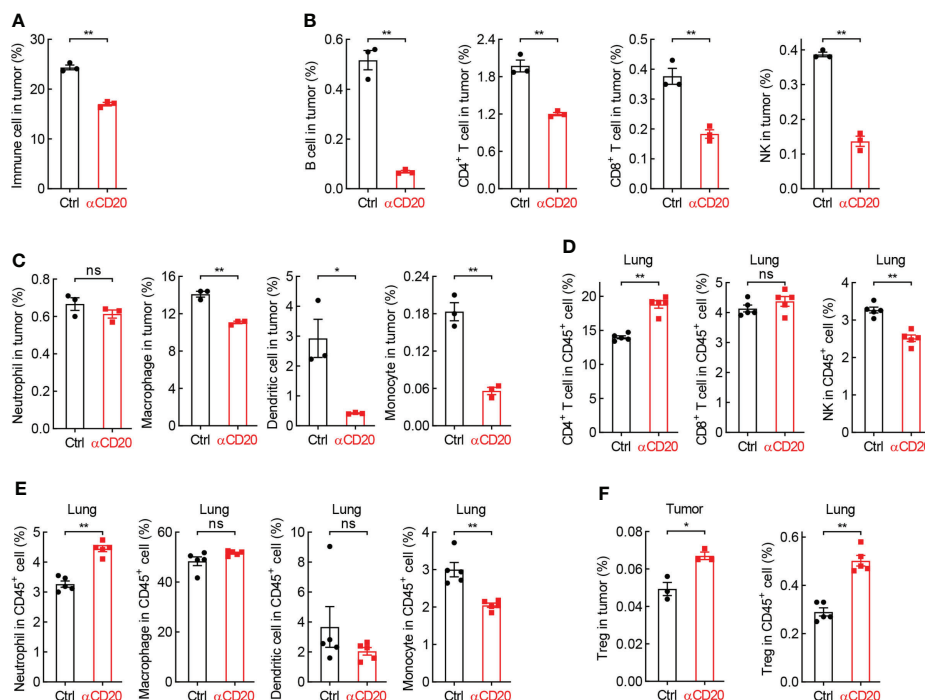 A
Immune cell in tumor (%)
30
20
10
0
**
Ctrl αCD20
B
B cell in tumor (%)
0.6
0.4
0.2
0.0
**
Ctrl αCD20
CD4+ T cell in tumor (%)
2.4
1.8
1.2
0.6
0.0
**
Ctrl αCD20
CD8+ T cell in tumor (%)
0.5
0.4
0.3
0.2
0.1
0.0
**
Ctrl αCD20
NK in tumor (%)
0.4
0.3
0.2
0.1
0.0
**
Ctrl αCD20
C
Neutrophil in tumor (%)
0.8
0.6
0.4
0.2
0.0
ns
Ctrl αCD20
Macrophage in tumor (%)
16
12
8
4
0
**
Ctrl αCD20
Dendritic cell in tumor (%)
5
4
3
2
1
0
*
Ctrl αCD20
Monocyte in tumor (%)
0.24
0.18
0.12
0.06
0.00
**
Ctrl αCD20
D
Lung
CD4+ T cell in CD45+ cell (%)
20
15
10
5
0
**
Ctrl αCD20
Lung
CD8+ T cell in CD45+ cell (%)
5
4
3
2
1
0
ns
Ctrl αCD20
Lung
NK in CD45+ cell (%)
4
3
2
1
0
**
Ctrl αCD20
E
Lung
Neutrophil in CD45+ cell (%)
5
4
3
2
1
0
**
Ctrl αCD20
Lung
Macrophage in CD45+ cell (%)
60
40
20
0
ns
Ctrl αCD20
Lung
Dendritic cell in CD45+ cell (%)
10
8
6
4
2
0
ns
Ctrl αCD20
Lung
Monocyte in CD45+ cell (%)
4
3
2
1
0
**
Ctrl αCD20
F
Tumor
Treg in tumor (%)
0.08
0.06
0.04
0.02
0.00
*
Ctrl αCD20
Lung
Treg in CD45+ cell (%)
0.6
0.4
0.2
0.0
**
Ctrl αCD20